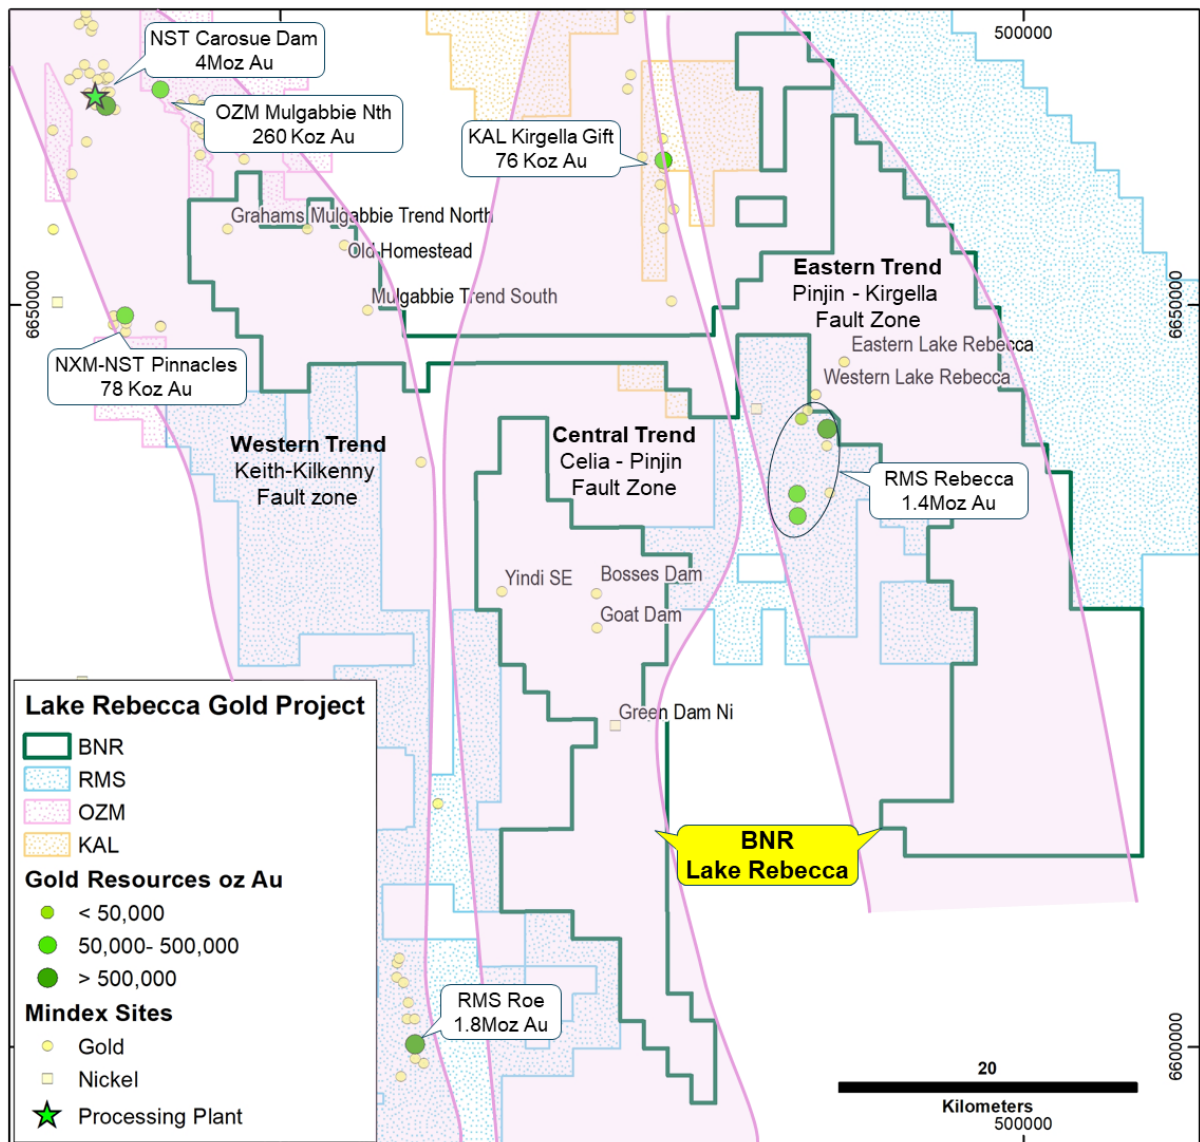 500000
NST Carosue Dam
4Moz Au
OZM Mulgabbie Nth
260 Koz Au
KAL Kirgella Gift
76 Koz Au
Grahams
Mulgabbie Trend North
Old Homestead
Mulgabbie Trend South
6650000
6650000
Eastern Trend
Pinjin - Kirgella
Fault Zone
Eastern Lake Rebecca
Western Lake Rebecca
NXM-NST Pinnacles
78 Koz Au
Western Trend
Keith-Kilkenny
Fault zone
Central Trend
Celia - Pinjin
Fault Zone
RMS Rebecca
1.4Moz Au
Yindi SE
Bosses Dam
Goat Dam
Green Dam Ni
BNR
Lake Rebecca
RMS Roe
1.8Moz Au
Lake Rebecca Gold Project
BNR
RMS
OZM
KAL
Gold Resources oz Au
< 50,000
50,000- 500,000
> 500,000
Mindex Sites
Gold
Nickel
Processing Plant
6600000
20
Kilometers
500000